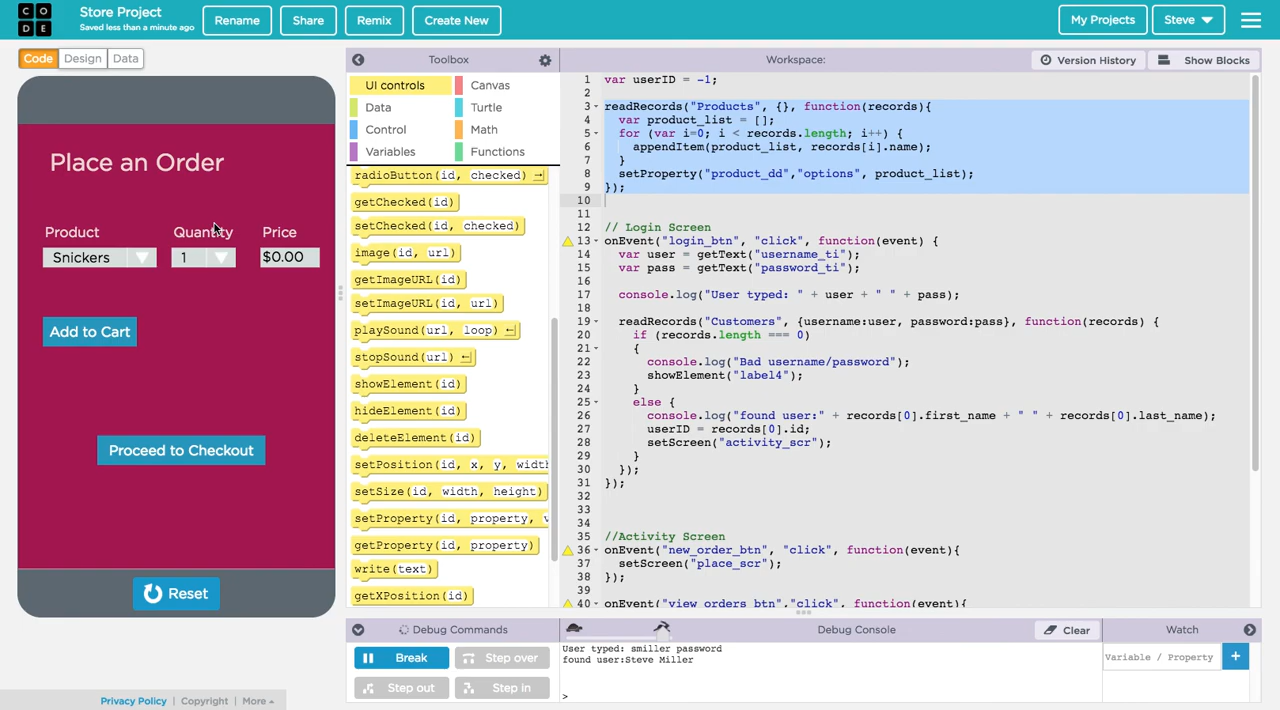 C O
D E
Store Project
Saved less than a minute ago
Rename
Share
Remix
Create New
My Projects
Steve
Code
Design
Data
Toolbox
Workspace:
Version History
Show Blocks
Place an Order
Product
Quantity
Price
Snickers
1
$0.00
Add to Cart
Proceed to Checkout
Reset
UI controls
Canvas
Data
Turtle
Control
Math
Variables
Functions
radioButton(id, checked)
getChecked(id)
setChecked(id, checked)
image(id, url)
getImageURL(id)
setImageURL(id, url)
playSound(url, loop)
stopSound(url)
showElement(id)
hideElement(id)
deleteElement(id)
setPosition(id, x, y, width
setSize(id, width, height)
setProperty(id, property, v
getProperty(id, property)
write(text)
getXPosition(id)
1 var userID = -1;
2
3 readRecords("Products", {}, function(records){
4 var product_list = [];
5 for (var i=0; i < records.length; i++) {
6 appendItem(product_list, records[i].name);
7 }
8 setProperty("product_dd","options", product_list);
9 });
10
11
12 // Login Screen
13 onEvent("login_btn", "click", function(event) {
14 var user = getText("username_ti");
15 var pass = getText("password_ti");
16
17 console.log("User typed: " + user + " " + pass);
18
19 readRecords("Customers", {username:user, password:pass}, function(records) {
20 if (records.length === 0)
21 {
22 console.log("Bad username/password");
23 showElement("label4");
24 }
25 else {
26 console.log("found user:" + records[0].first_name + " " + records[0].last_name);
27 userID = records[0].id;
28 setScreen("activity_scr");
29 }
30 });
31 });
32
33
34
35 //Activity Screen
36 onEvent("new_order_btn", "click", function(event){
37 setScreen("place_scr");
38 });
39
40 onEvent("view_orders_btn","click", function(event){
Debug Commands
Debug Console
Clear
Watch
Break
Step over
Step out
Step in
User typed: smiller password
found user:Steve Miller
>
Variable / Property
+
Privacy Policy | Copyright | More